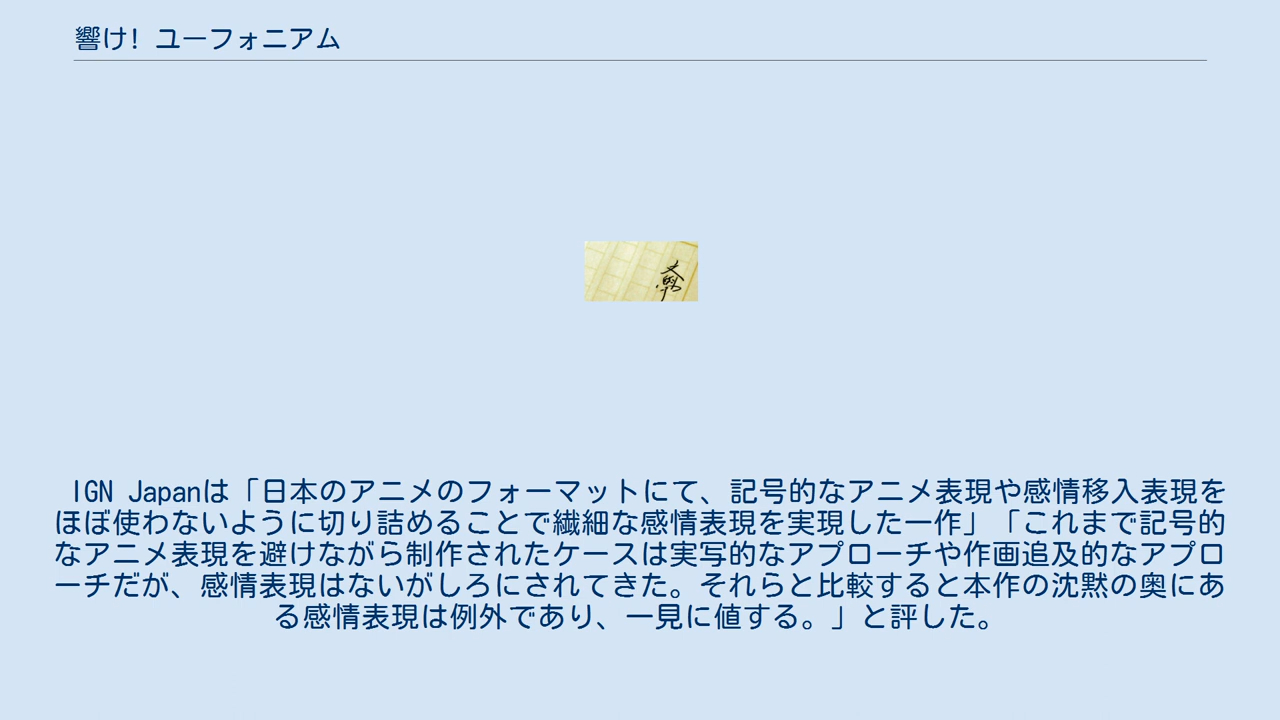 響け! ユーフォニアム
IGN Japanは「日本のアニメのフォーマットにて、記号的なアニメ表現や感情移入表現を
ほぼ使わないように切り詰めることで繊細な感情表現を実現した一作」「これまで記号的
なアニメ表現を避けながら制作されたケースは実写的なアプローチや作画追及的なアプロ
ーチだが、感情表現はないがしろにされてきた。それらと比較すると本作の沈黙の奥にあ
る感情表現は例外であり、一見に値する。」と評した。